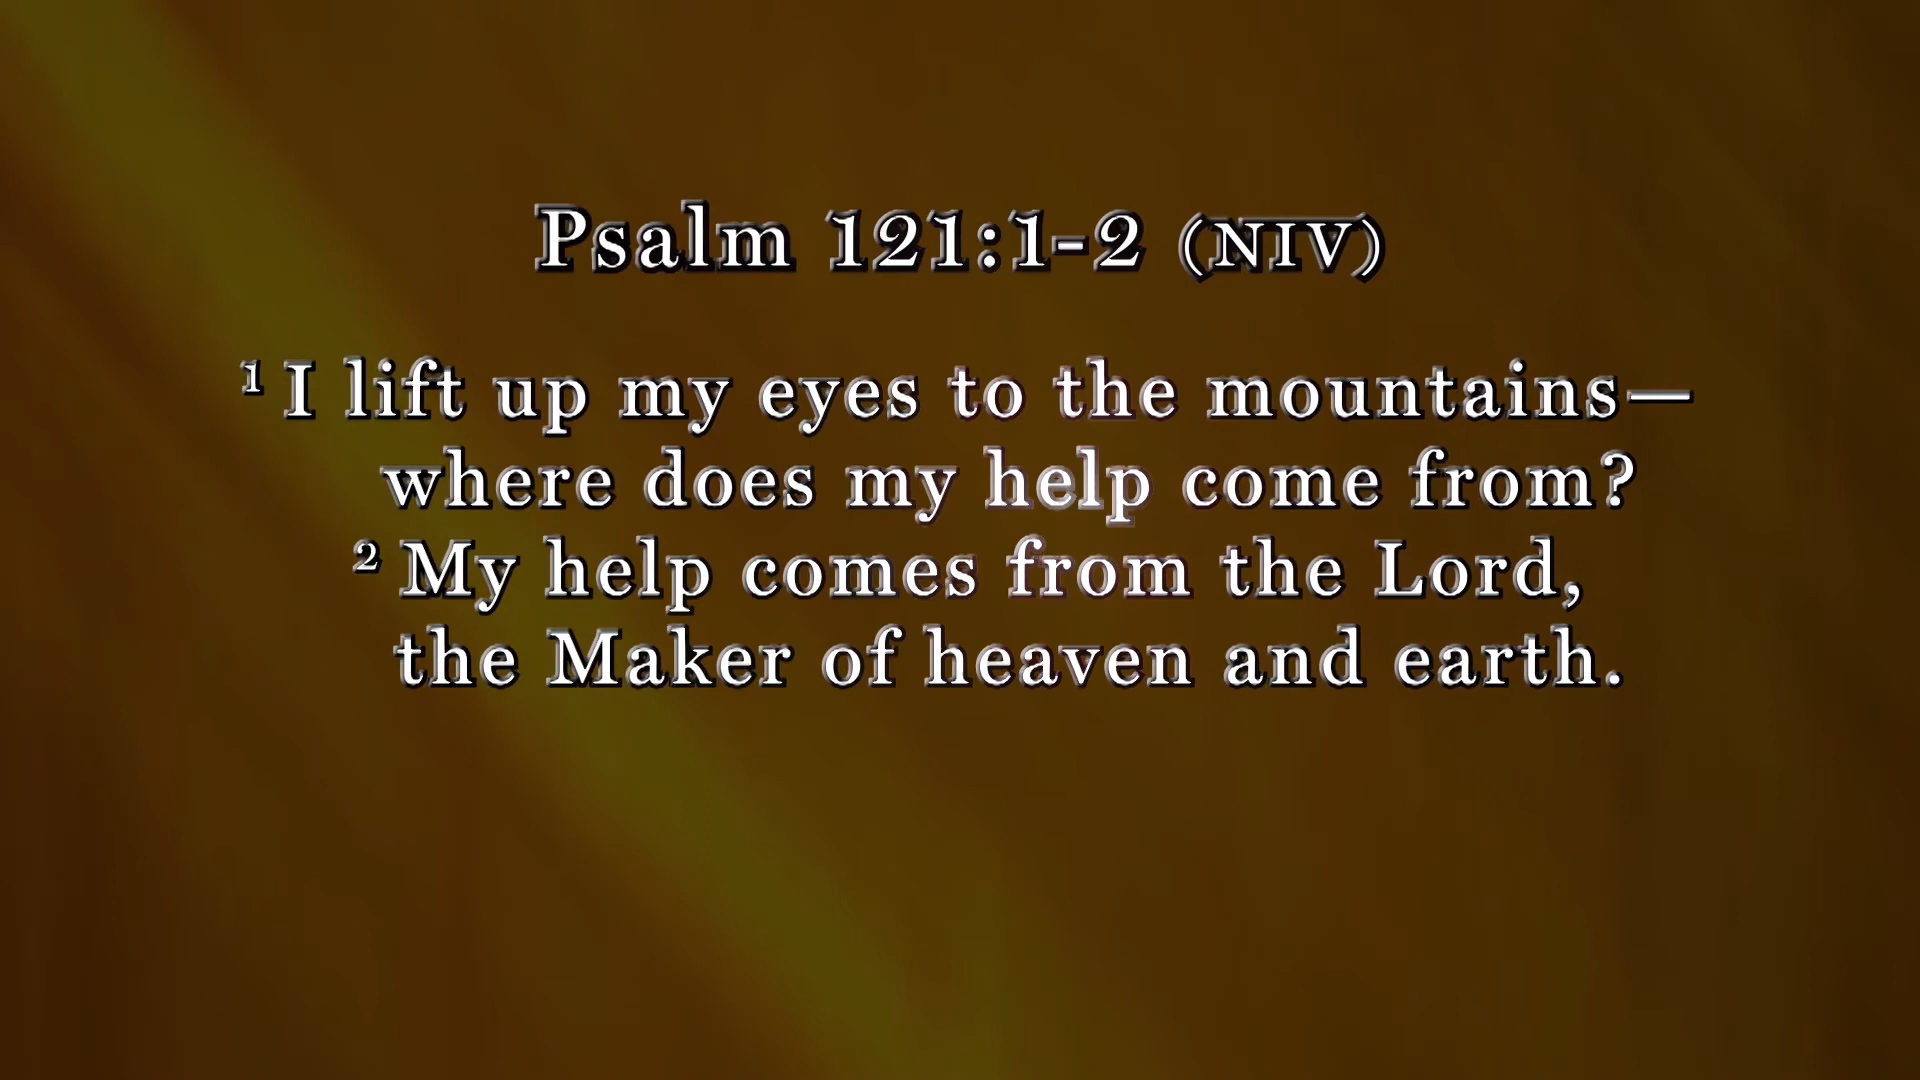 Psalm 121:1-2 (NIV)
¹ I lift up my eyes to the mountains—
where does my help come from?
² My help comes from the Lord,
the Maker of heaven and earth.